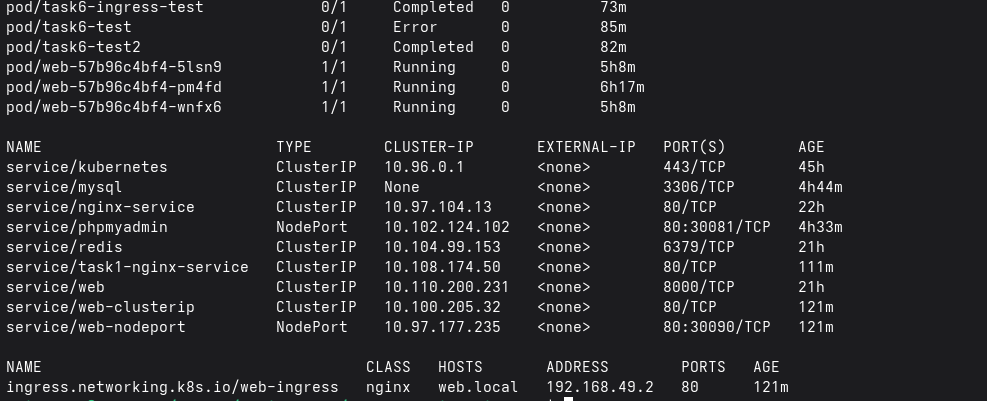 pod/task6-ingress-test 0/1 Completed 0 73m
pod/task6-test 0/1 Error 0 85m
pod/task6-test2 0/1 Completed 0 82m
pod/web-57b96c4bf4-5lsn9 1/1 Running 0 5h8m
pod/web-57b96c4bf4-pm4fd 1/1 Running 0 6h17m
pod/web-57b96c4bf4-wnfx6 1/1 Running 0 5h8m
NAME TYPE CLUSTER-IP EXTERNAL-IP PORT(S) AGE
service/kubernetes ClusterIP 10.96.0.1 <none> 443/TCP 45h
service/mysql ClusterIP None <none> 3306/TCP 4h44m
service/nginx-service ClusterIP 10.97.104.13 <none> 80/TCP 22h
service/phpmyadmin NodePort 10.102.124.102 <none> 80:30081/TCP 4h33m
service/redis ClusterIP 10.104.99.153 <none> 6379/TCP 21h
service/task1-nginx-service ClusterIP 10.108.174.50 <none> 80/TCP 111m
service/web ClusterIP 10.110.200.231 <none> 8000/TCP 21h
service/web-clusterip ClusterIP 10.100.205.32 <none> 80/TCP 121m
service/web-nodeport NodePort 10.97.177.235 <none> 80:30090/TCP 121m
NAME CLASS HOSTS ADDRESS PORTS AGE
ingress.networking.k8s.io/web-ingress nginx web.local 192.168.49.2 80 121m